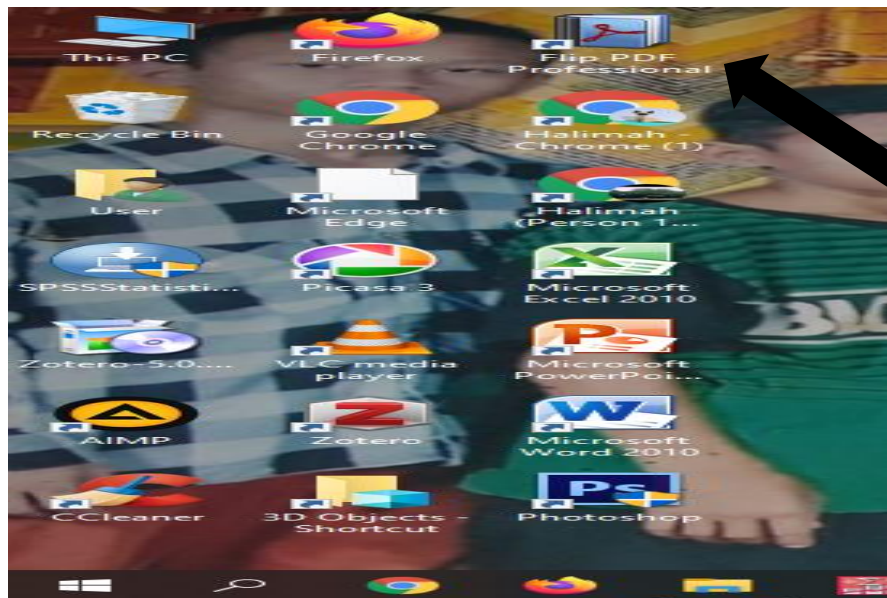 This PC
Firefox
Flip PDF
Professional
Recycle Bin
Google
Chrome
Halimah -
Chrome (1)
User
Microsoft
Edge
Halimah
(Person 1...
SPSSStatisti...
Picasa 3
Microsoft
Excel 2010
Zotero-5.0....
VLC media
player
Microsoft
PowerPoi...
AIMP
Zotero
Microsoft
Word 2010
CCleaner
3D Objects -
Shortcut
Ps
Photoshop